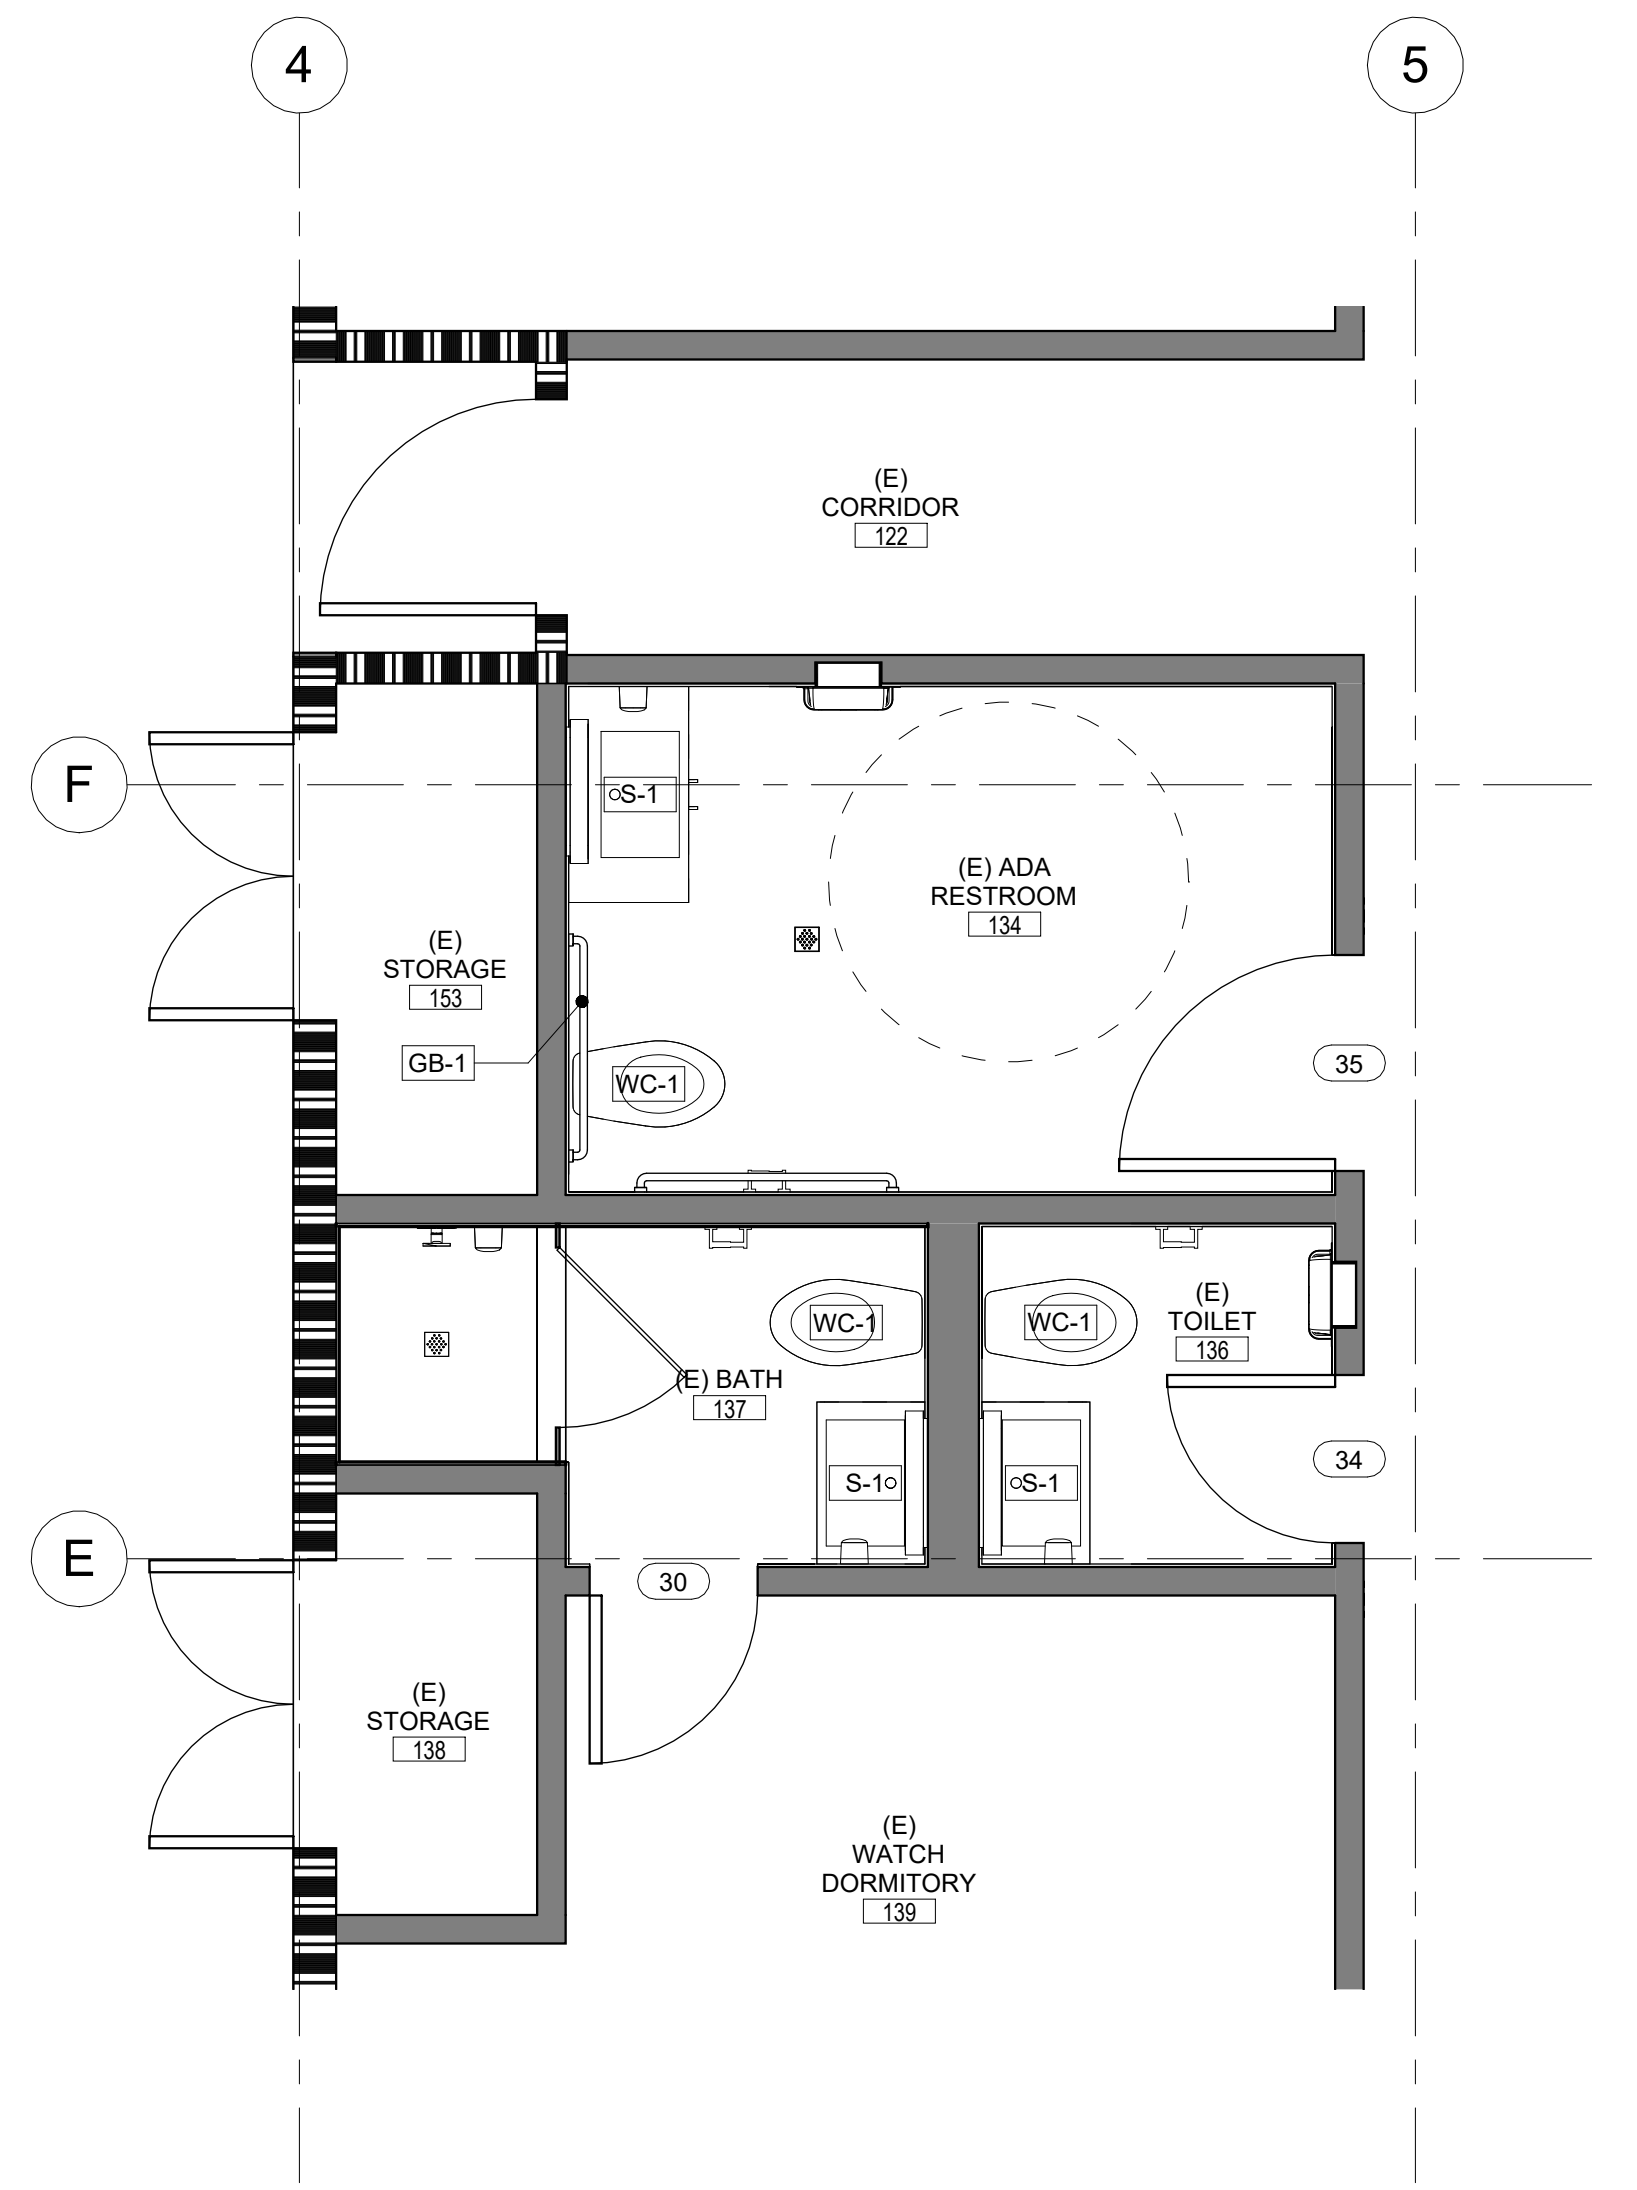 4
5
(E)
CORRIDOR
122
F
S-1
(E) ADA
RESTROOM
134
(E)
STORAGE
153
GB-1
WC-1
35
WC-1
WC-1
(E)
TOILET
136
(E) BATH
137
34
S-1
S-1
E
30
(E)
STORAGE
138
(E)
WATCH
DORMITORY
139